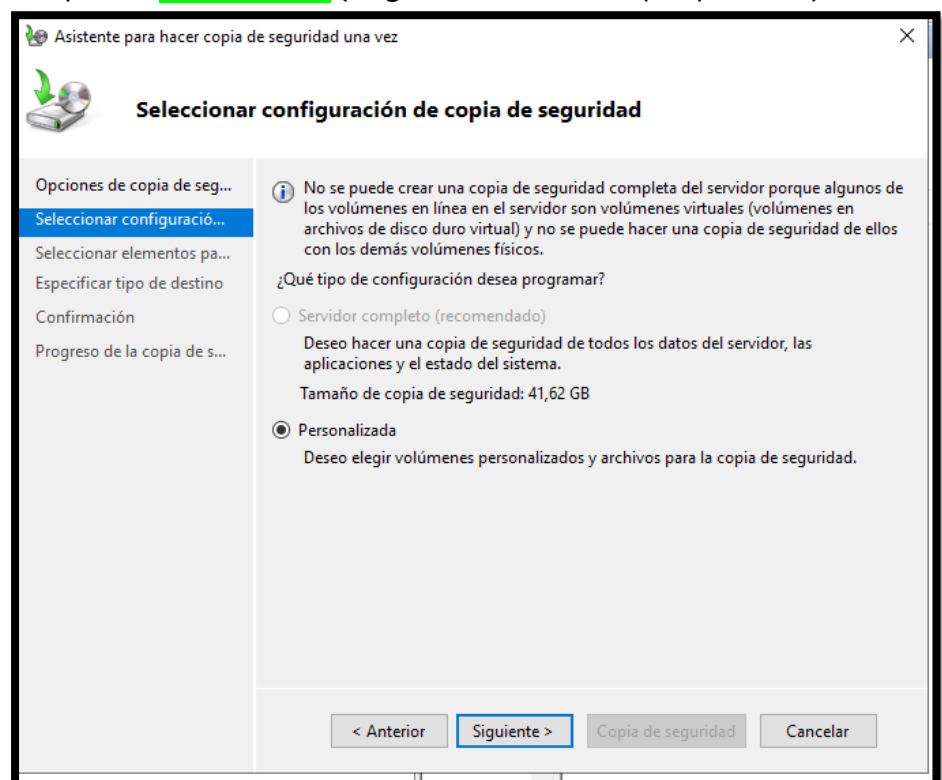 Asistente para hacer copia de seguridad una vez
Seleccionar configuración de copia de seguridad
Opciones de copia de seg...
Seleccionar configuració...
Seleccionar elementos pa...
Especificar tipo de destino
Confirmación
Progreso de la copia de s...
No se puede crear una copia de seguridad completa del servidor porque algunos de
los volúmenes en línea en el servidor son volúmenes virtuales (volúmenes en
archivos de disco duro virtual) y no se puede hacer una copia de seguridad de ellos
con los demás volúmenes físicos.
¿Qué tipo de configuración desea programar?
Servidor completo (recomendado)
Deseo hacer una copia de seguridad de todos los datos del servidor, las
aplicaciones y el estado del sistema.
Tamaño de copia de seguridad: 41,62 GB
Personalizada
Deseo elegir volúmenes personalizados y archivos para la copia de seguridad.
< Anterior
Siguiente >
Copia de seguridad
Cancelar